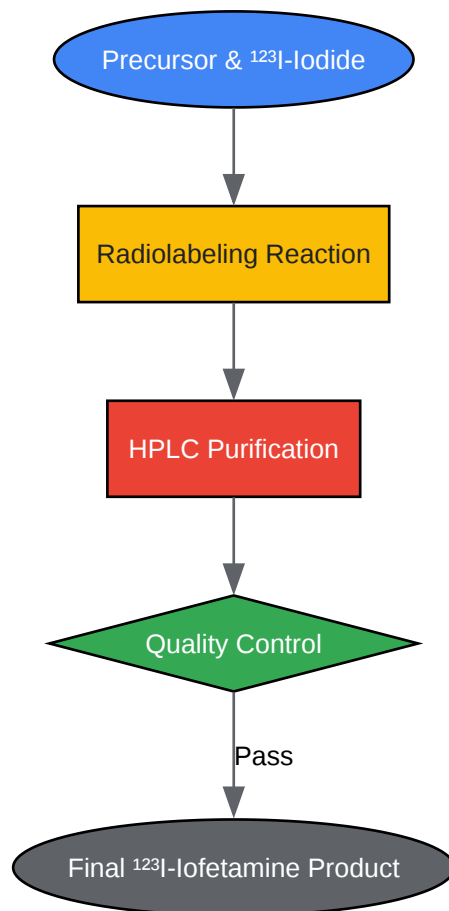 Precursor & ¹²³I-Iodide
Radiolabeling Reaction
HPLC Purification
Quality Control
Pass
Final ¹²³I-Iofetamine Product